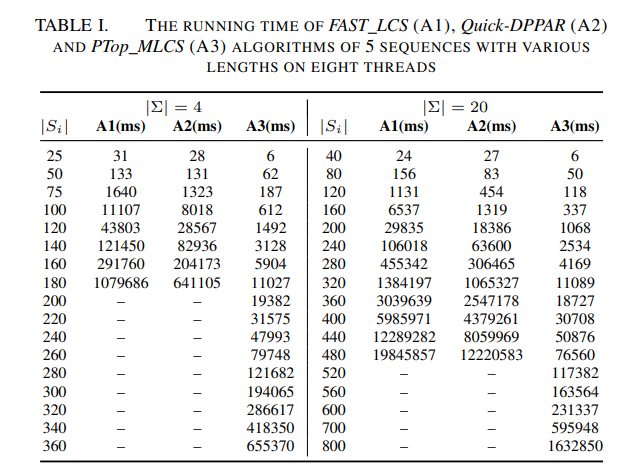 TABLE I. THE RUNNING TIME OF FAST_LCS (A1), Quick-DPPAR (A2)
AND PTop_MLCS (A3) ALGORITHMS OF 5 SEQUENCES WITH VARIOUS
LENGTHS ON EIGHT THREADS
|Σ| = 4 |Σ| = 20
|Si| A1(ms) A2(ms) A3(ms) |Si| A1(ms) A2(ms) A3(ms)
25 31 28 6 40 24 27 6
50 133 131 62 80 156 83 50
75 1640 1323 187 120 1131 454 118
100 11107 8018 612 160 6537 1319 337
120 43803 28567 1492 200 29835 18386 1068
140 121450 82936 3128 240 106018 63600 2534
160 291760 204173 5904 280 455342 306465 4169
180 1079686 641105 11027 320 1384197 1065327 11089
200 – – 19382 360 3039639 2547178 18727
220 – – 31575 400 5985971 4379261 30708
240 – – 47993 440 12289282 8059969 50876
260 – – 79748 480 19845857 12220583 76560
280 – – 121682 520 – – 117382
300 – – 194065 560 – – 163564
320 – – 286617 600 – – 231337
340 – – 418350 700 – – 595948
360 – – 655370 800 – – 1632850